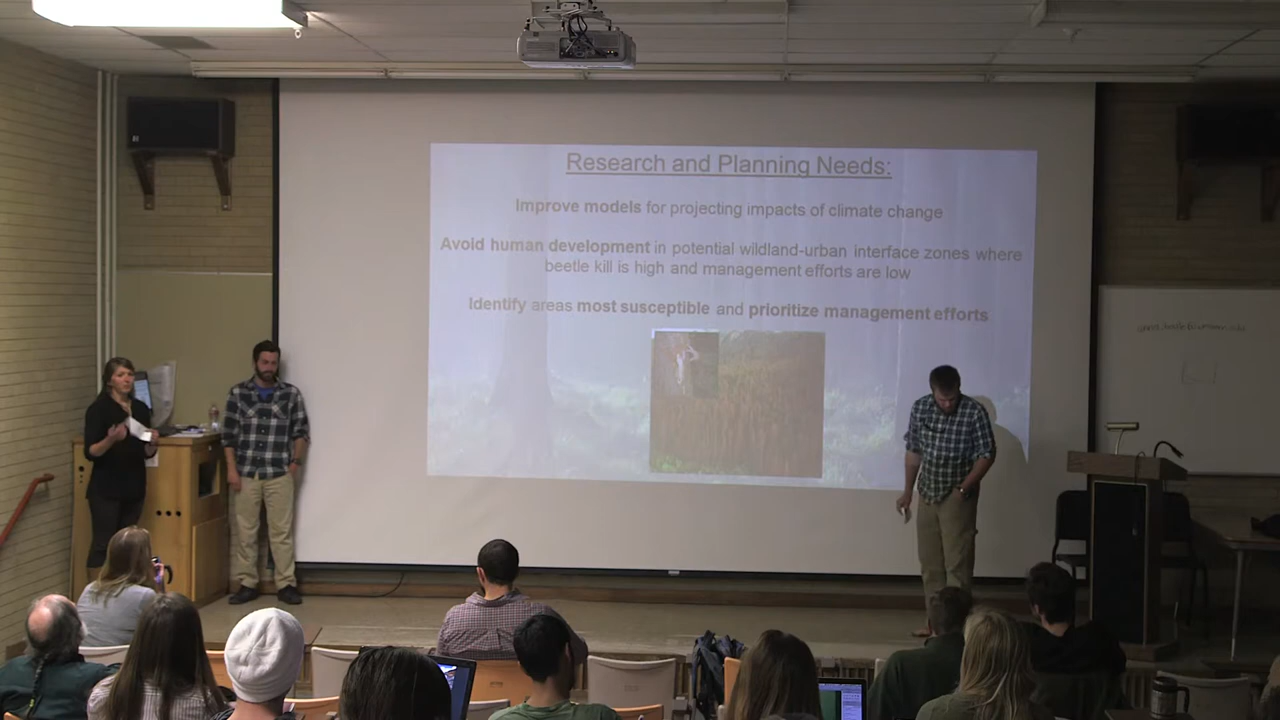 Research and Planning Needs:
Improve models for projecting impacts of climate change
Avoid human development in potential wildland-urban interface zones where
beetle kill is high and management efforts are low
Identify areas most susceptible and prioritize management efforts